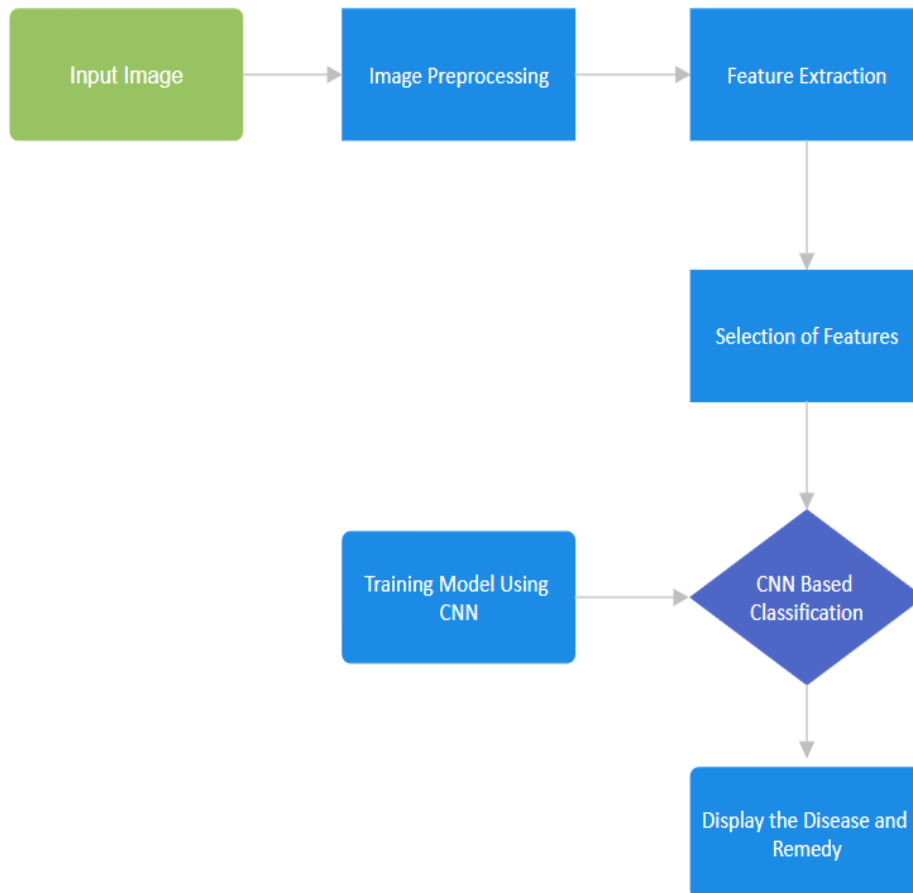 Input Image
Image Preprocessing
Feature Extraction
Selection of Features
Training Model Using
CNN
CNN Based
Classification
Display the Disease and
Remedy